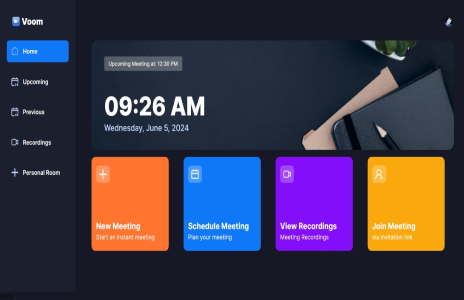 Voom
Home
Upcoming
Previous
Recordings
Personal Room
Upcoming Meeting at: 12:30 PM
09:26 AM
Wednesday, June 5, 2024
New Meeting
Start an instant meeting
Schedule Meeting
Plan your meeting
View Recordings
Meeting Recordings
Join Meeting
via invitation link